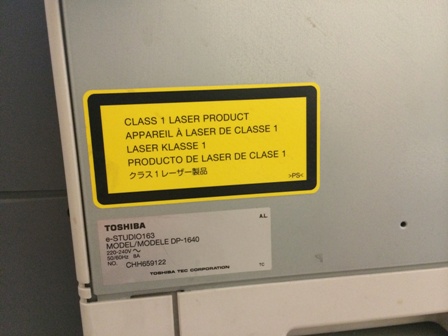 CLASS 1 LASER PRODUCT
APPAREIL À LASER DE CLASSE 1
LASER KLASSE 1
PRODUCTO DE LASER DE CLASE 1
クラス1レーザー製品
>PS<
TOSHIBA
A.L.
e-STUDIO163
MODEL/MODELE DP-1640
220-240V ～
50/60Hz 8A
NO. CHH659122
TOSHIBA TEC CORPORATION
TC